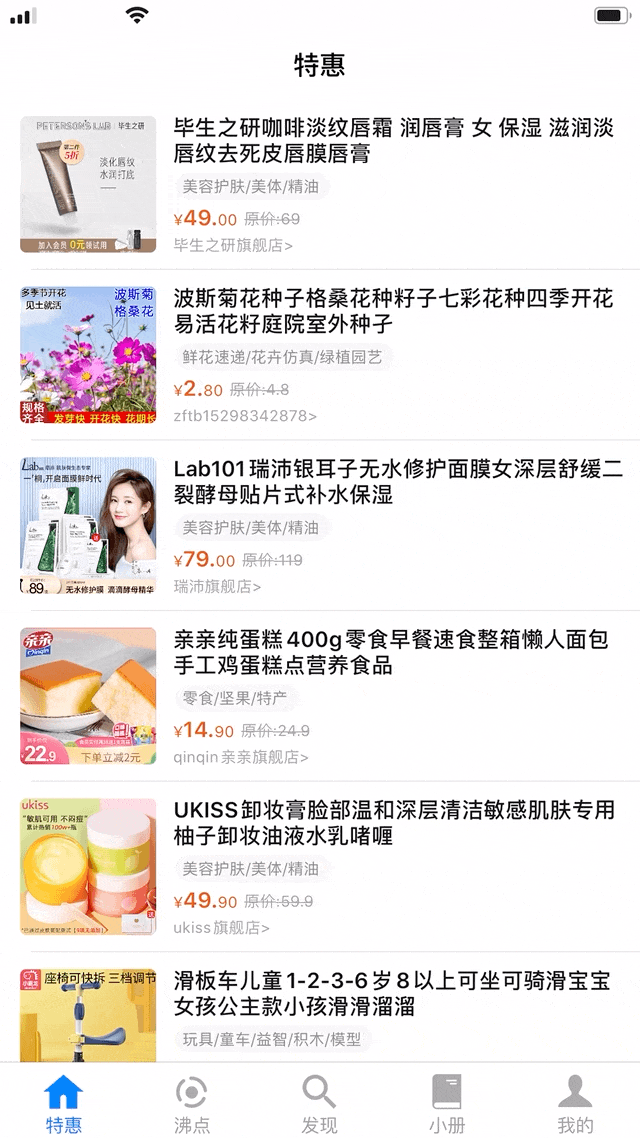 特惠
PETERSON'S LAB 毕生之研
第二件
5折
淡化唇纹
水润打底
加入会员 0元领试用
毕生之研咖啡淡纹唇霜 润唇膏 女 保湿 滋润淡
唇纹去死皮唇膜唇膏
美容护肤/美体/精油
¥49.00 原价:69
毕生之研旗舰店>
多季节开花
见土就活
波斯菊
格桑花
规格
齐全
发芽快 开花快 花期长
波斯菊花种子格桑花种籽子七彩花种四季开花
易活花籽庭院室外种子
鲜花速递/花卉仿真/绿植园艺
¥2.80 原价:4.8
zftb15298342878>
Lab
一'桐,开启面膜鲜时代
89
无水修护膜 滴滴酵母精华
Lab101瑞沛银耳子无水修护面膜女深层舒缓二
裂酵母贴片式补水保湿
美容护肤/美体/精油
¥79.00 原价:119
瑞沛旗舰店>
亲亲
Qinqin
¥22.9
下单立减2元
亲亲纯蛋糕400g零食早餐速食整箱懒人面包
手工鸡蛋糕点营养食品
零食/坚果/特产
¥14.90 原价:24.9
qinqin亲亲旗舰店>
ukiss
"敏肌可用 不闷痘"
累计热销100w+瓶
送
UKISS卸妆膏脸部温和深层清洁敏感肌肤专用
柚子卸妆油液水乳啫喱
美容护肤/美体/精油
¥49.90 原价:59.9
ukiss旗舰店>
座椅可快拆 三档调节
滑板车儿童1-2-3-6岁8以上可坐可骑滑宝宝
女孩公主款小孩滑滑溜溜
玩具/童车/益智/积木/模型
特惠
沸点
发现
小册
我的